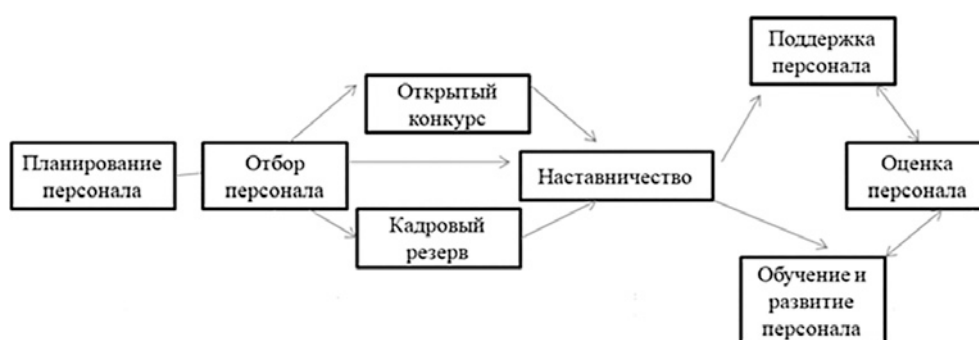 Планирование
персонала
Отбор
персонала
Открытый
конкурс
Кадровый
резерв
Наставничество
Поддержка
персонала
Оценка
персонала
Обучение и
развитие
персонала